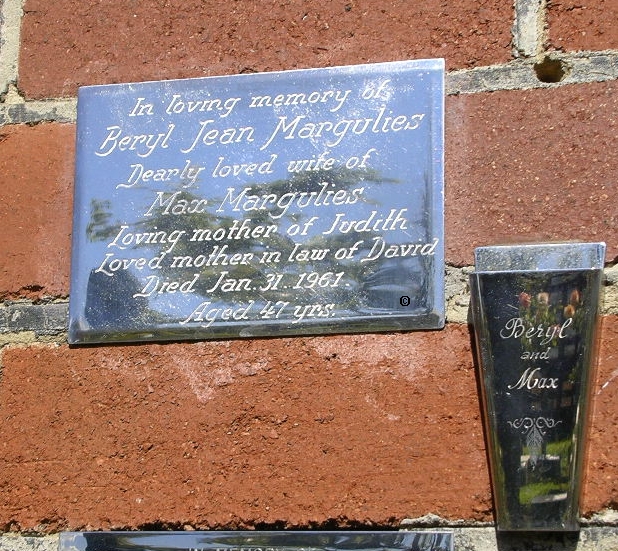 In loving memory of
Beryl Jean Margulies
Dearly loved wife of
Max Margulies
Loving mother of Judith
Loved mother in law of David
Died Jan. 31. 1961.
Aged 47 yrs.
©
Beryl
and
Max